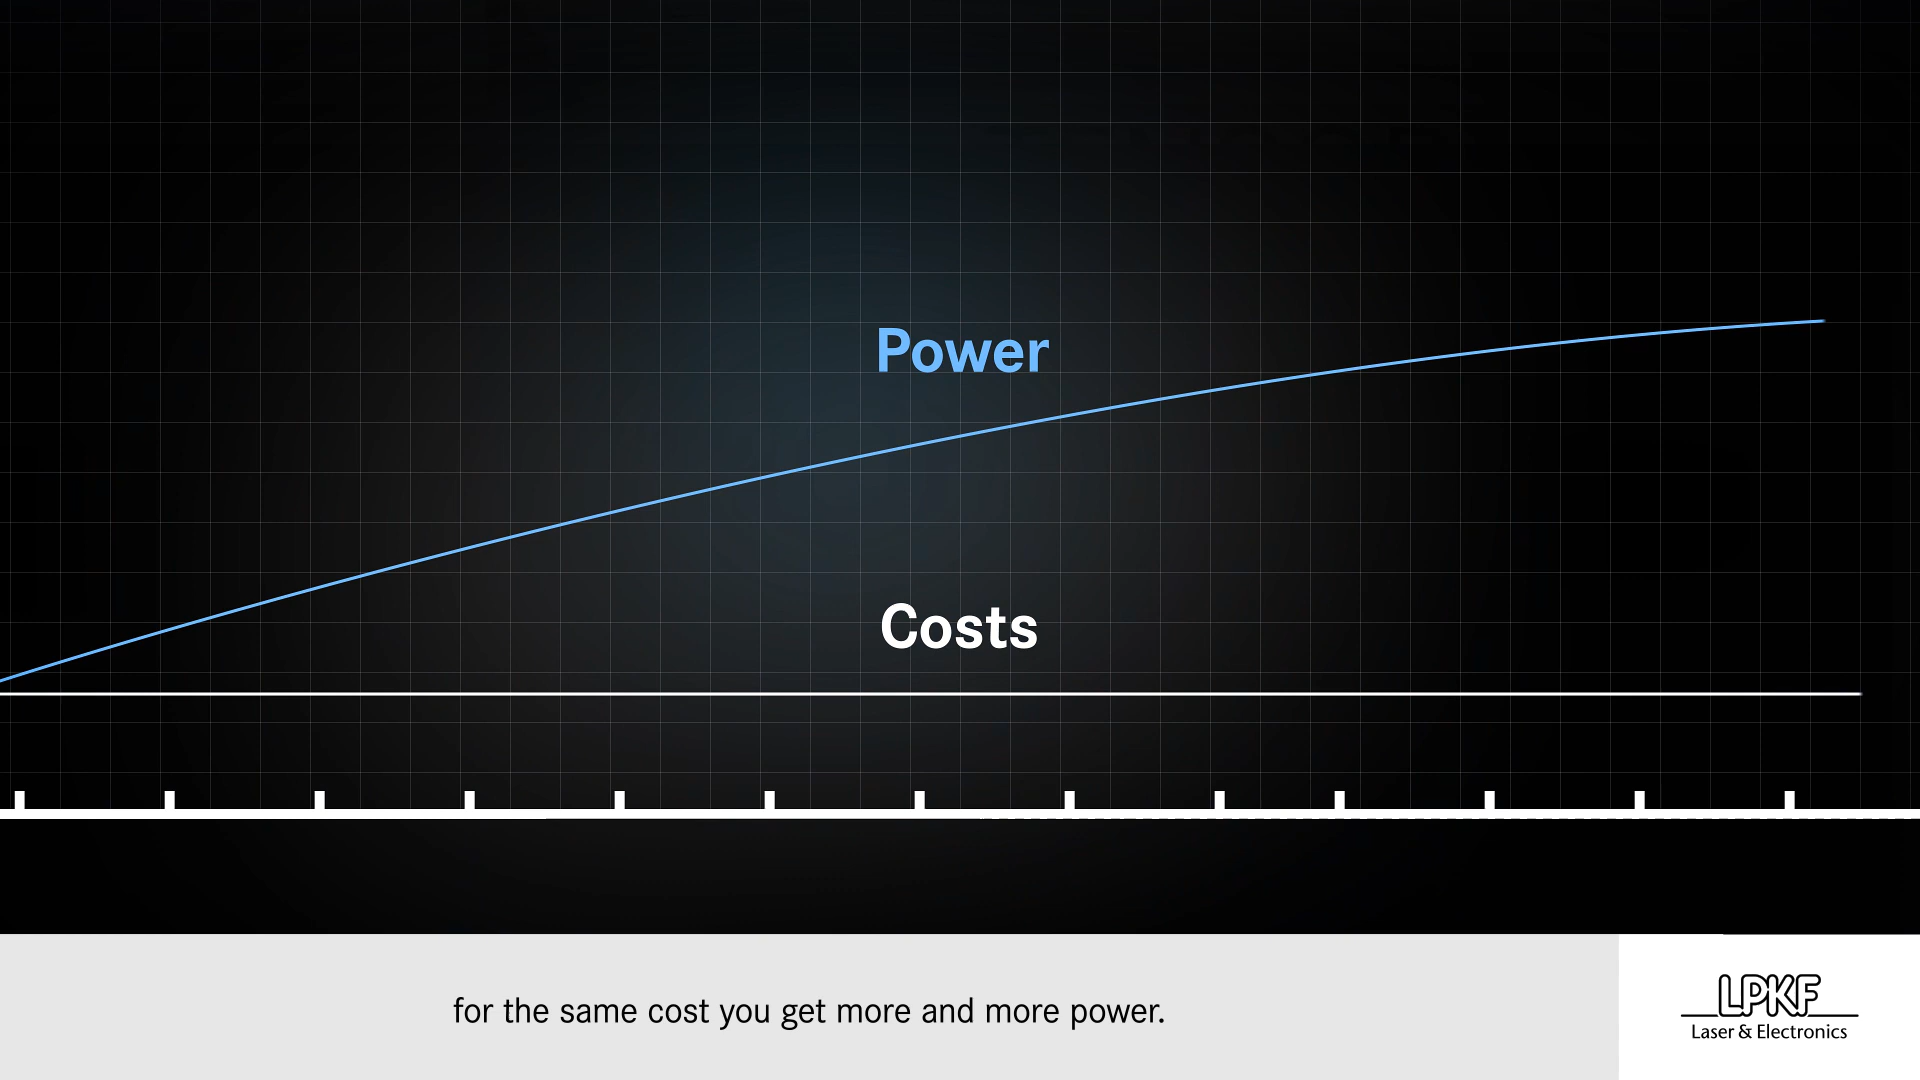 Power
Costs
for the same cost you get more and more power.
LPKF
Laser & Electronics